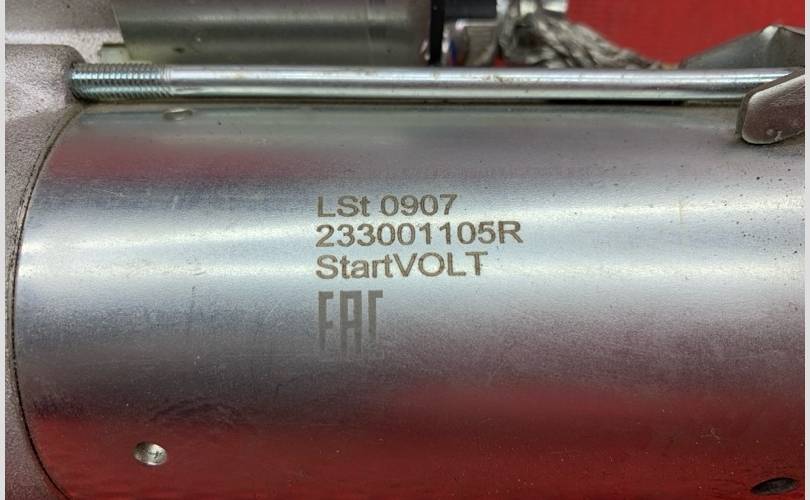 LSt 0907
233001105R
StartVOLT
EAC